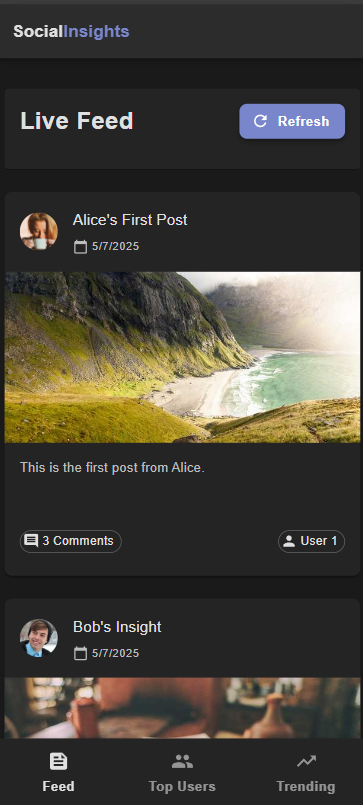 SocialInsights
Live Feed
Refresh
Alice's First Post
5/7/2025
This is the first post from Alice.
3 Comments
User 1
Bob's Insight
5/7/2025
Feed
Top Users
Trending